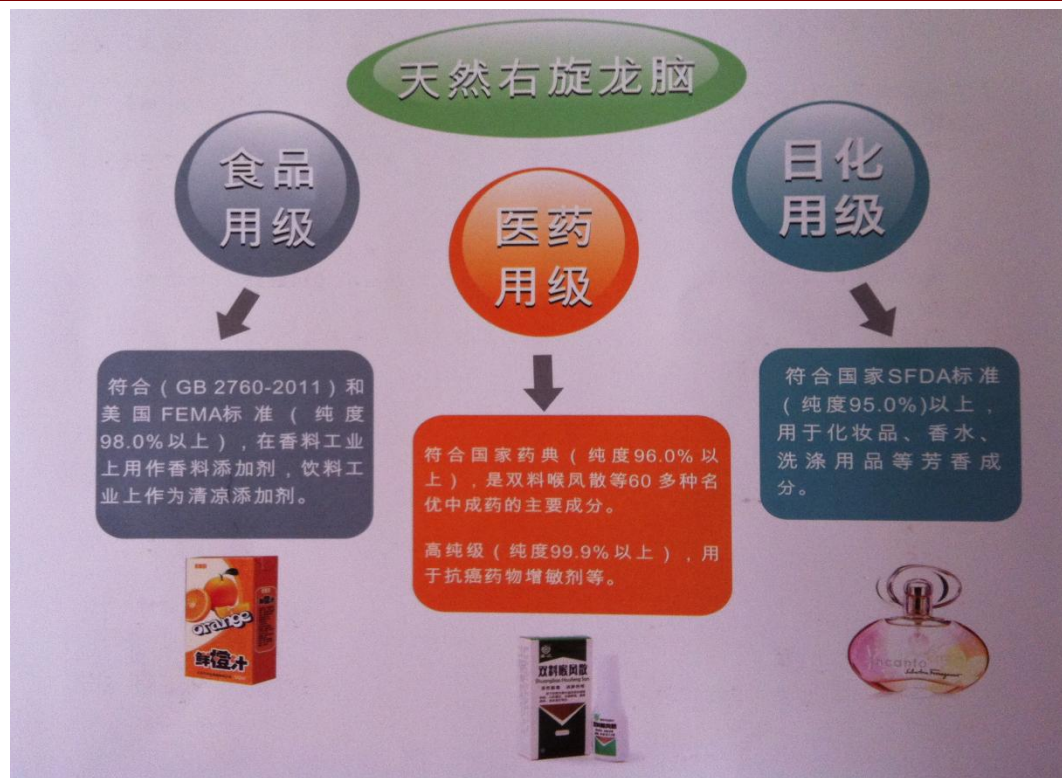 天然右旋龙脑
食品
用级
医药
用级
日化
用级
符合（GB 2760-2011）和
美国FEMA标准（纯度
98.0%以上），在香料工业
上用作香料添加剂，饮料工
业上作为清凉添加剂。
符合国家药典（纯度96.0%以
上），是双料喉风散等60多种名
优中成药的主要成分。
高纯级（纯度99.9%以上），用
于抗癌药物增敏剂等。
符合国家SFDA标准
（纯度95.0%)以上，
用于化妆品、香水、
洗涤用品等芳香成
分。
orange
鲜橙汁
双料喉风散
Shuangliao Houfeng San
incanto
Salvatore Ferragamo